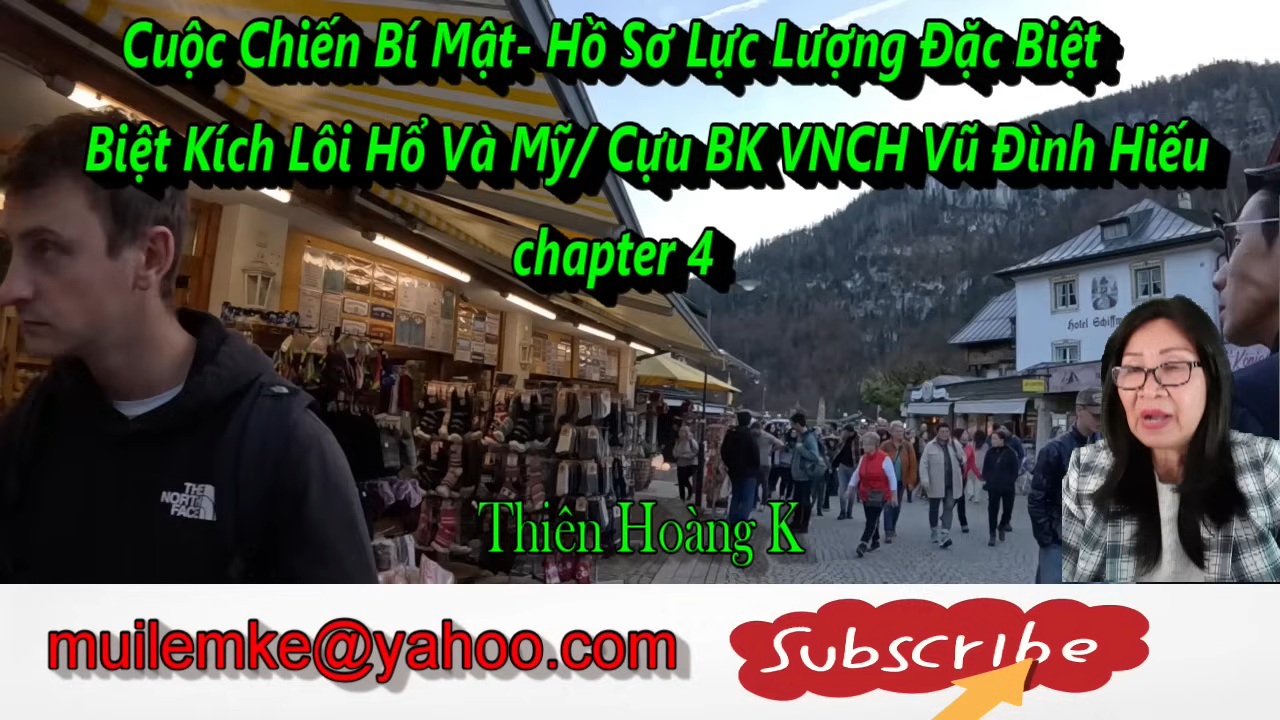 Cuộc Chiến Bí Mật- Hồ Sơ Lực Lượng Đặc Biệt
Biệt Kích Lôi Hổ Và Mỹ/ Cựu BK VNCH Vũ Đình Hiếu
chapter 4
Hotel Schiffm
THE
NORTH
FACE
Thiên Hoàng K
muilemke@yahoo.com
Subscribe